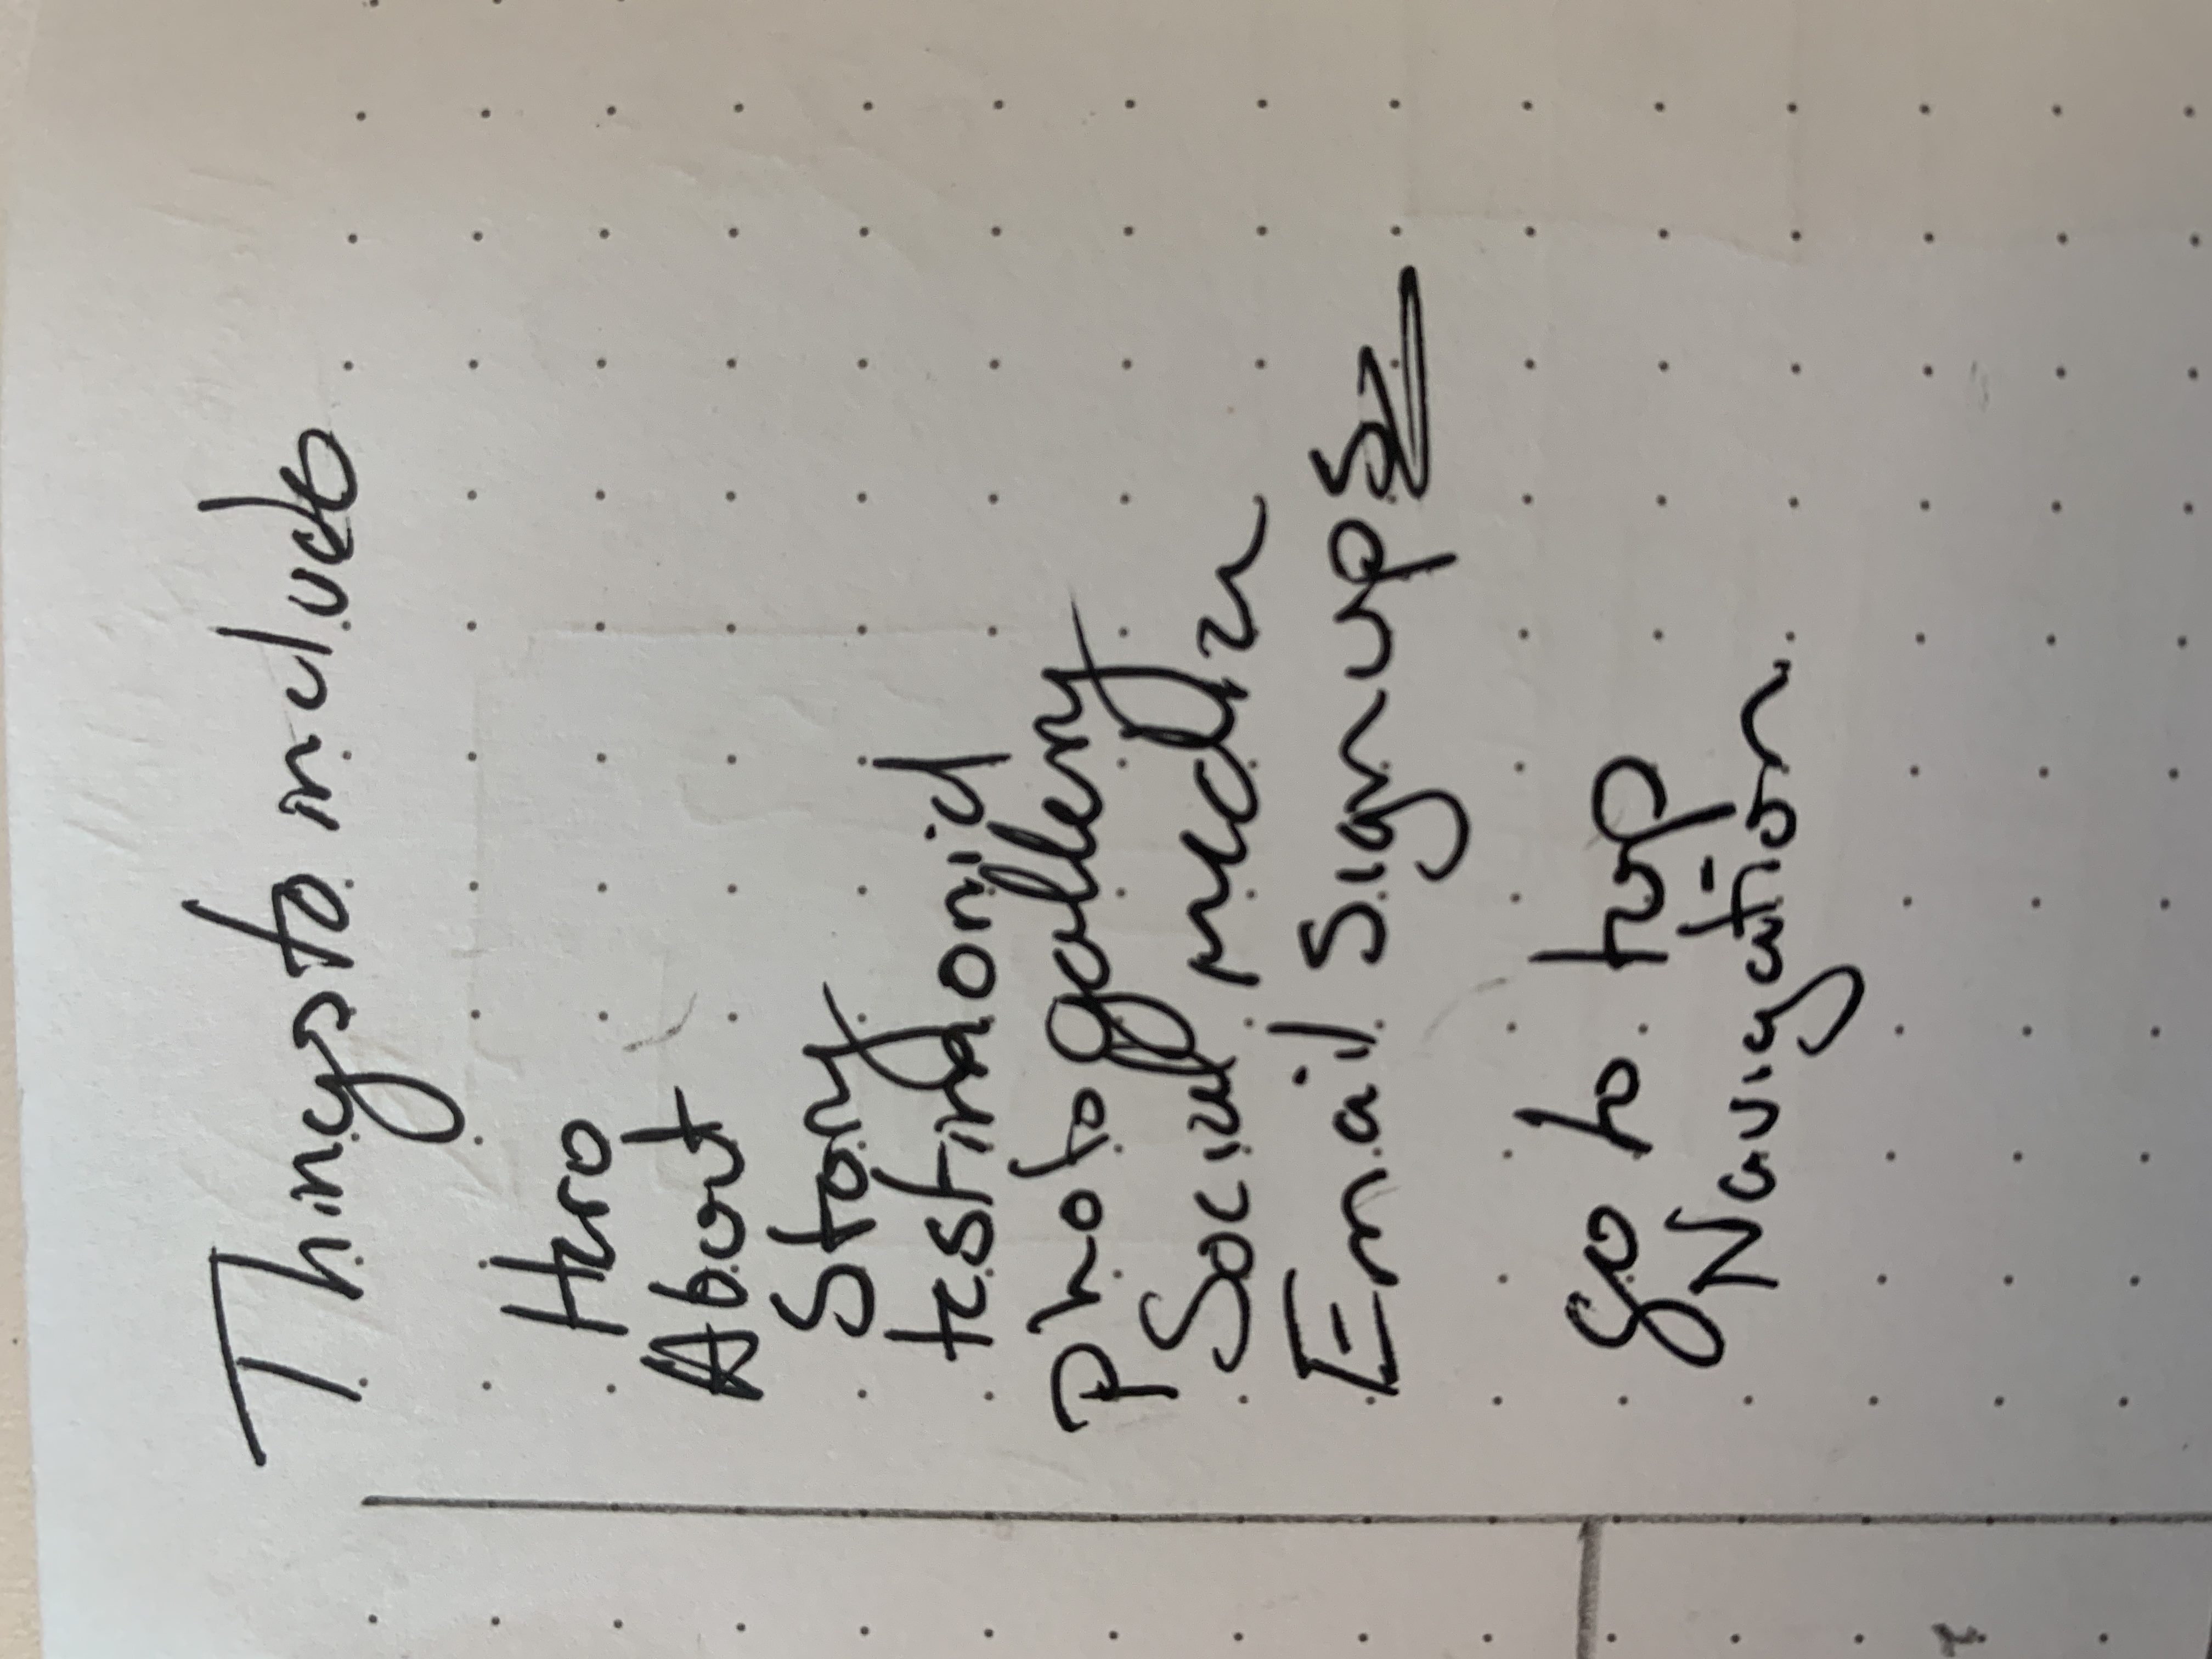 Things to include
Hero
About
Story
testimonial
photo gallery
Social media
Email Signups
go to top
Navigation